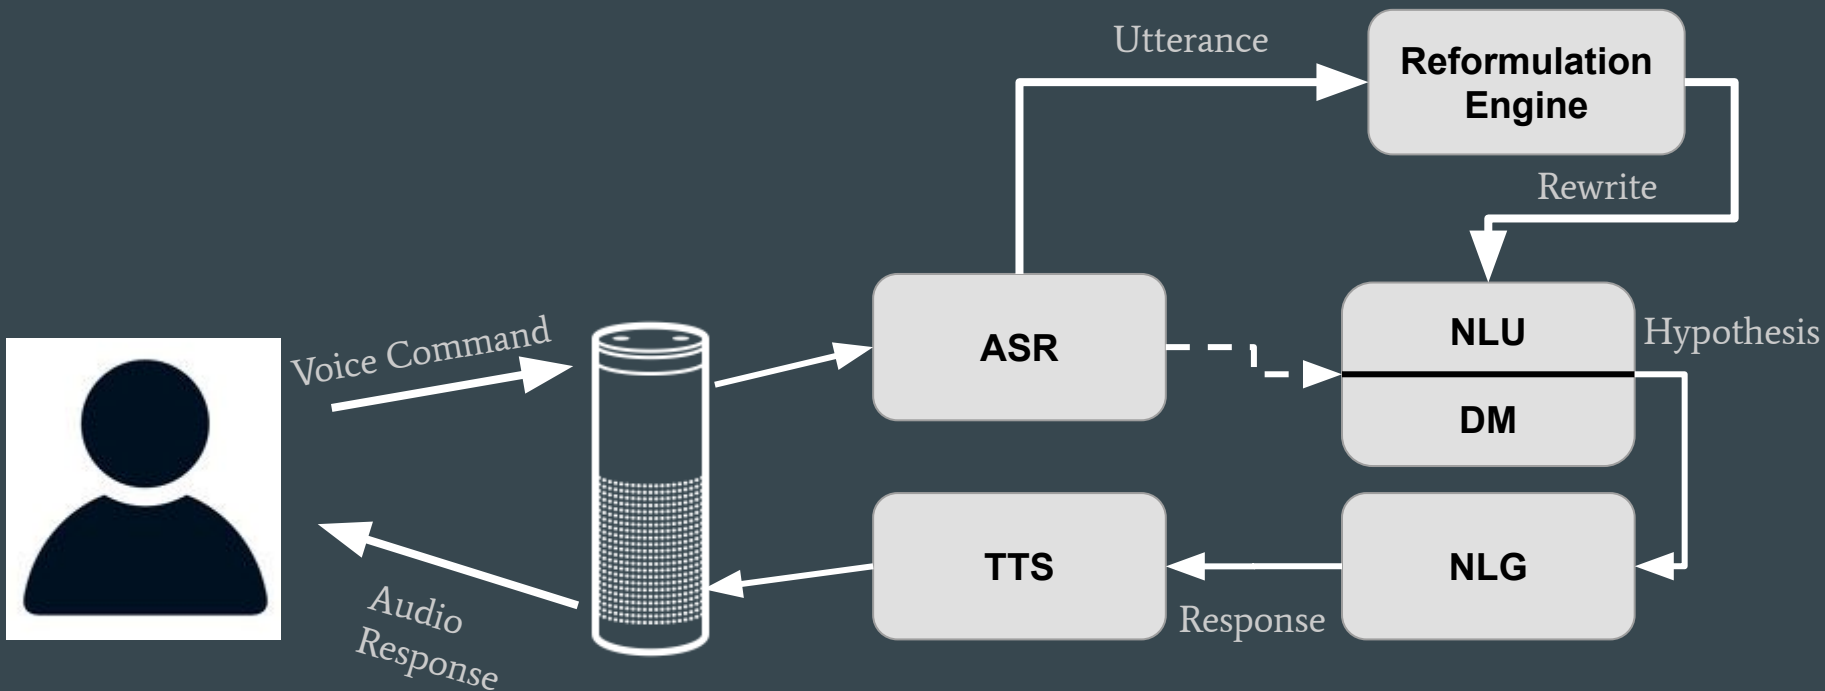 Utterance
Reformulation
Engine
Rewrite
Voice Command
ASR
NLU
Hypothesis
DM
TTS
NLG
Response
Audio
Response